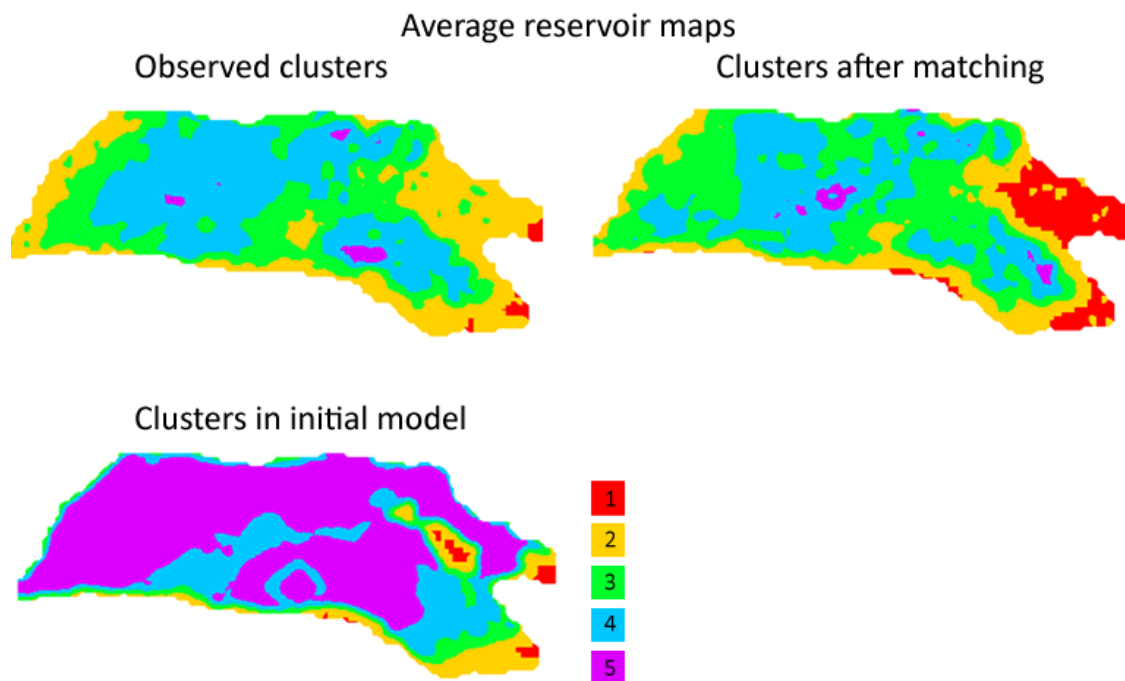 Average reservoir maps
Observed clusters
Clusters after matching
Clusters in initial model
1
2
3
4
5